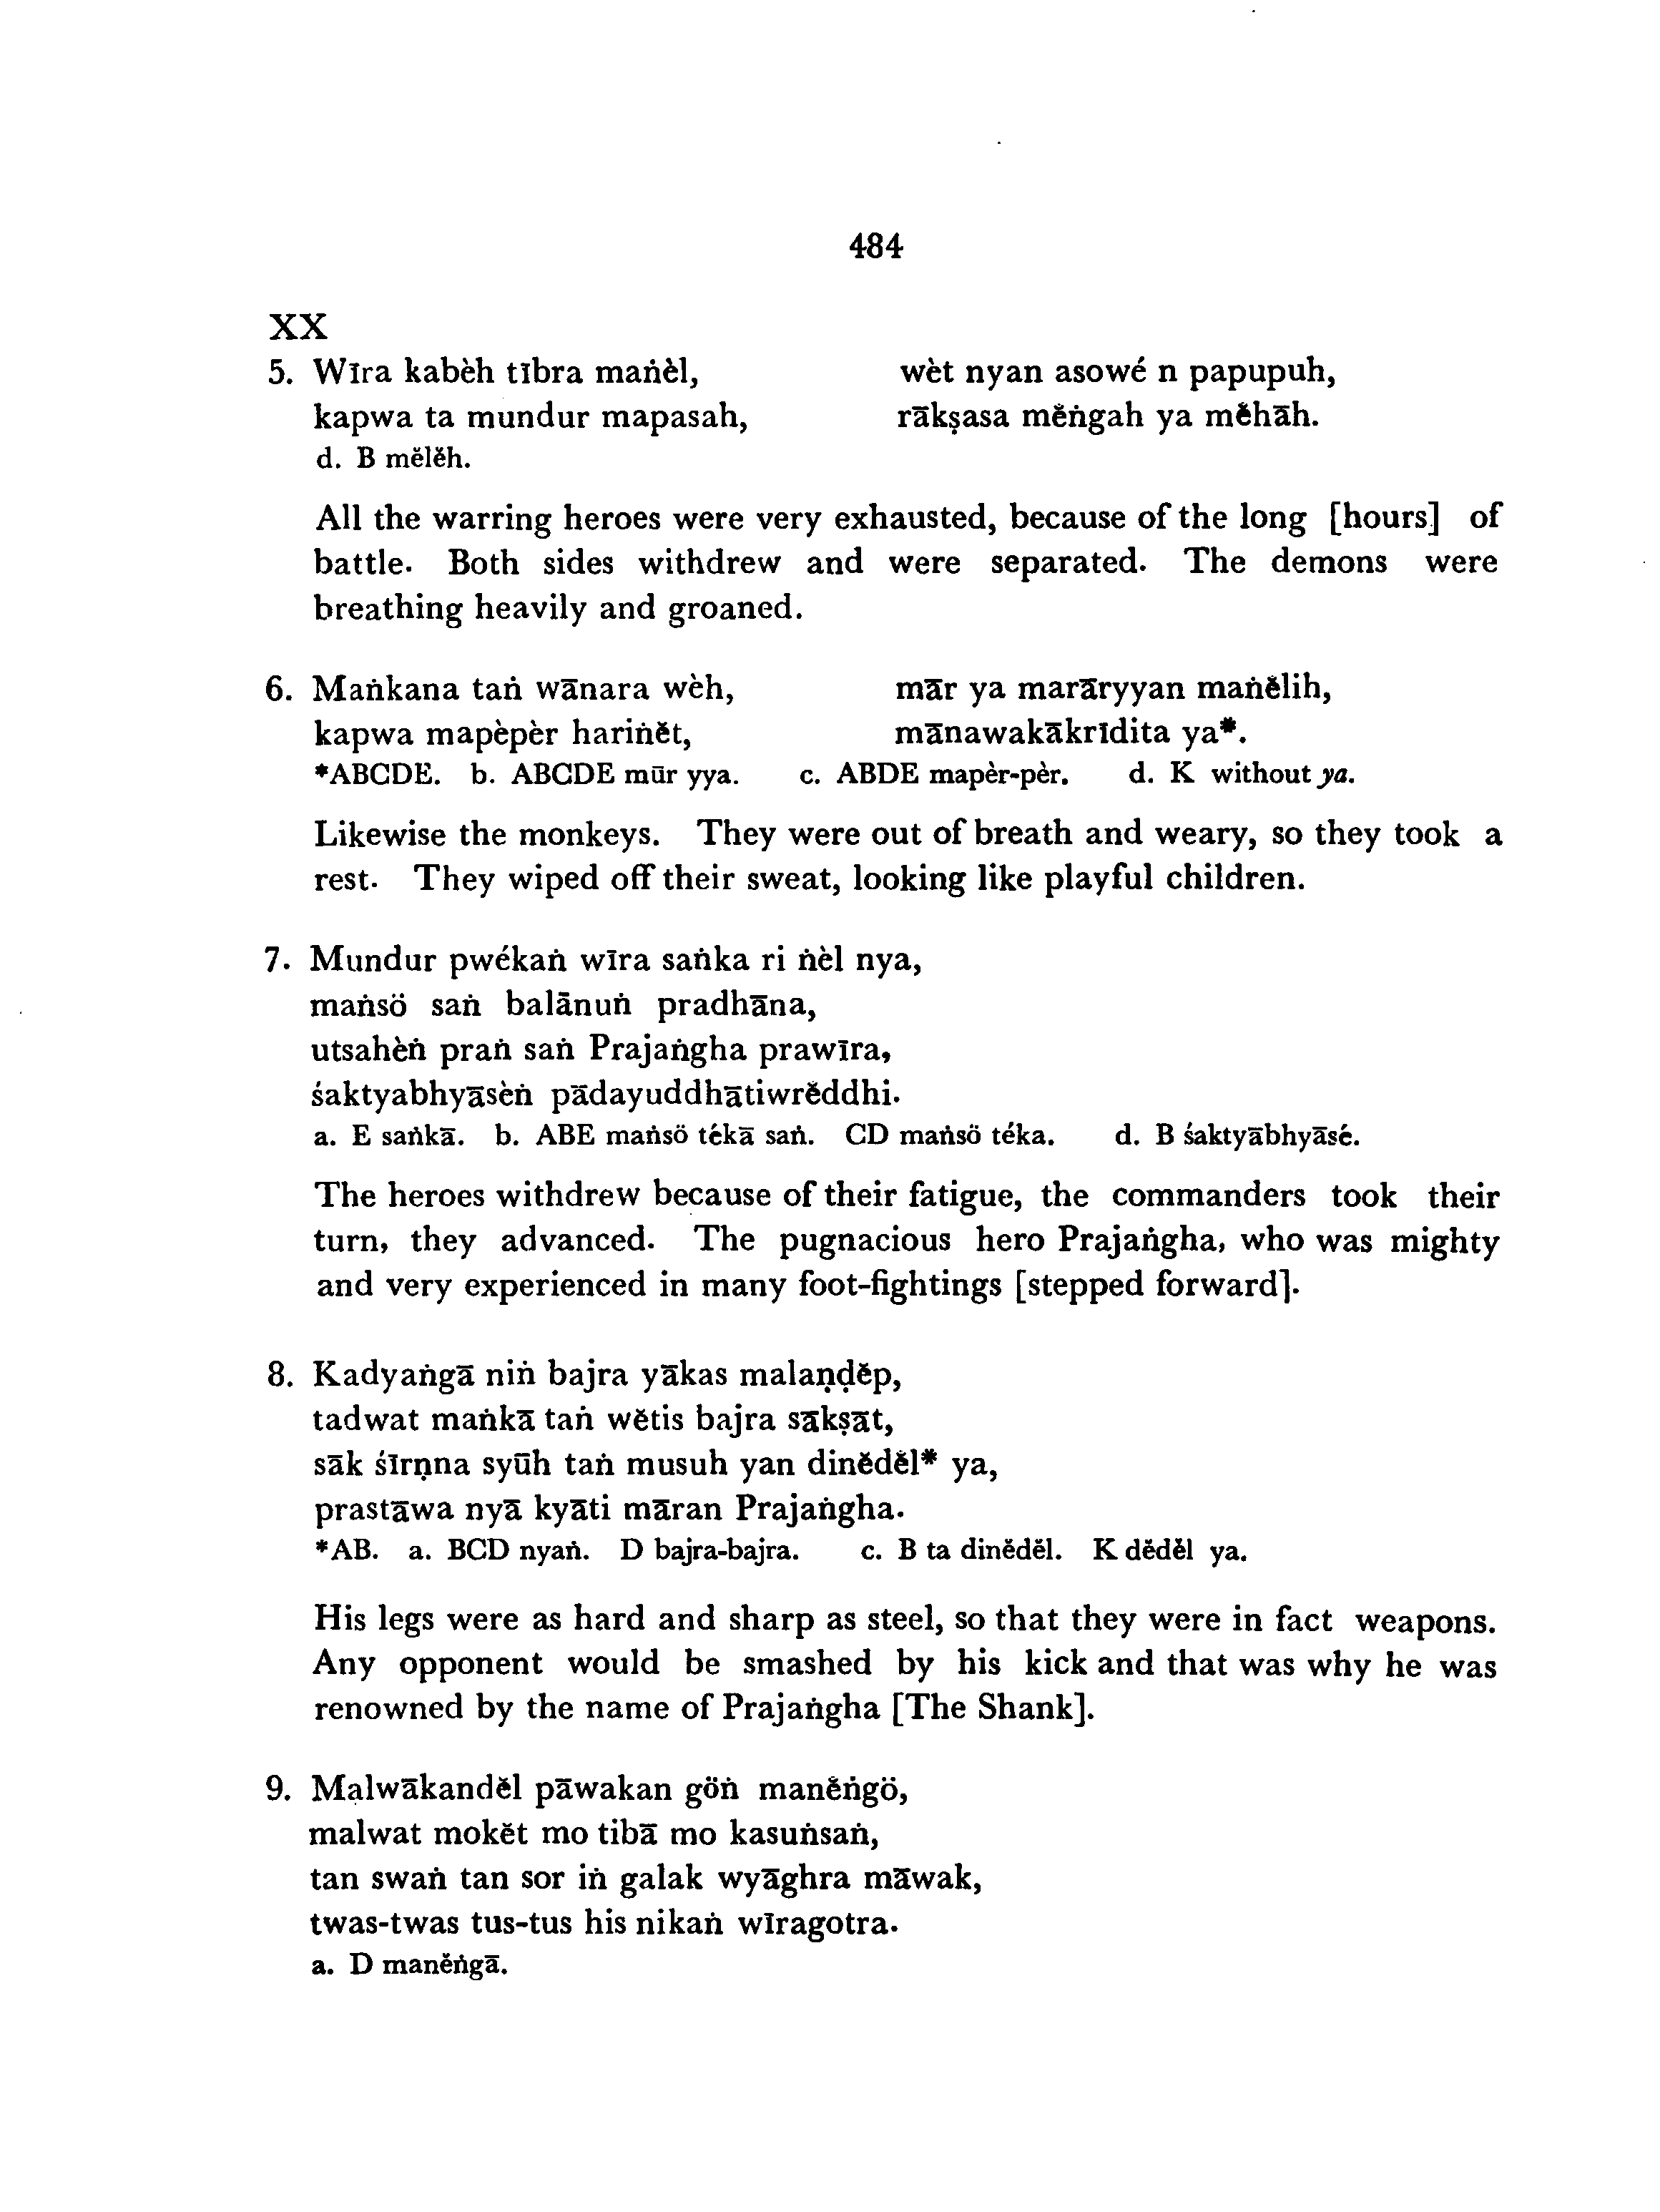 484
XX
5. Wīra kabèh tībra maṅèl, wèt nyan asowé n papupuh,
kapwa ta mundur mapasah, rākṣasa mĕṅgah ya mĕhāh.
d. B mĕlĕh.
All the warring heroes were very exhausted, because of the long [hours] of
battle. Both sides withdrew and were separated. The demons were
breathing heavily and groaned.
6. Maṅkana taṅ wānara wèh, mār ya marāryyan maṅĕlih,
kapwa mapèpèr hariṅĕt, mānawakākrīdita ya*.
*ABCDE. b. ABCDE mūr yya. c. ABDE mapèr-pèr. d. K without ya.
Likewise the monkeys. They were out of breath and weary, so they took a
rest. They wiped off their sweat, looking like playful children.
7. Mundur pwékaṅ wīra saṅka ri ṅèl nya,
maṅsö saṅ balānuṅ pradhāna,
utsahèṅ praṅ saṅ Prajaṅgha prawīra,
śaktyabhyāsèṅ pādayuddhātiwrĕddhi.
a. E saṅkā. b. ABE maṅsö tékā saṅ. CD maṅsö téka. d. B śaktyābhyāsé.
The heroes withdrew because of their fatigue, the commanders took their
turn, they advanced. The pugnacious hero Prajaṅgha, who was mighty
and very experienced in many foot-fightings [stepped forward].
8. Kadyaṅgā niṅ bajra yākas malaṇḍĕp,
tadwat maṅkā taṅ wĕtis bajra sākṣāt,
sāk śīrṇna syūh taṅ musuh yan dinĕdĕl* ya,
prastāwa nyā kyāti māran Prajaṅgha.
*AB. a. BCD nyaṅ. D bajra-bajra. c. B ta dinĕdĕl. K dĕdĕl ya.
His legs were as hard and sharp as steel, so that they were in fact weapons.
Any opponent would be smashed by his kick and that was why he was
renowned by the name of Prajaṅgha [The Shank].
9. Malwākandĕl pāwakan göṅ manĕṅgö,
malwat mokĕt mo tibā mo kasuṅsaṅ,
tan swaṅ tan sor iṅ galak wyāghra māwak,
twas-twas tus-tus his nikaṅ wīragotra.
a. D manĕṅgā.